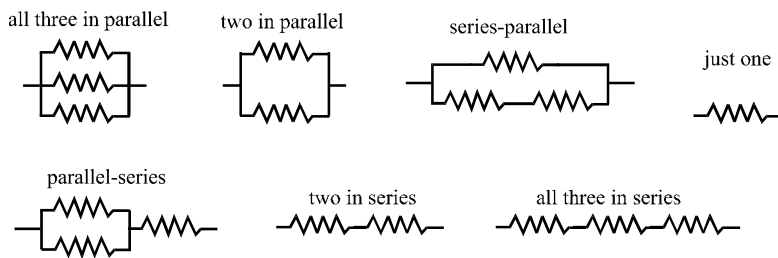 all three in parallel
two in parallel
series-parallel
just one
parallel-series
two in series
all three in series